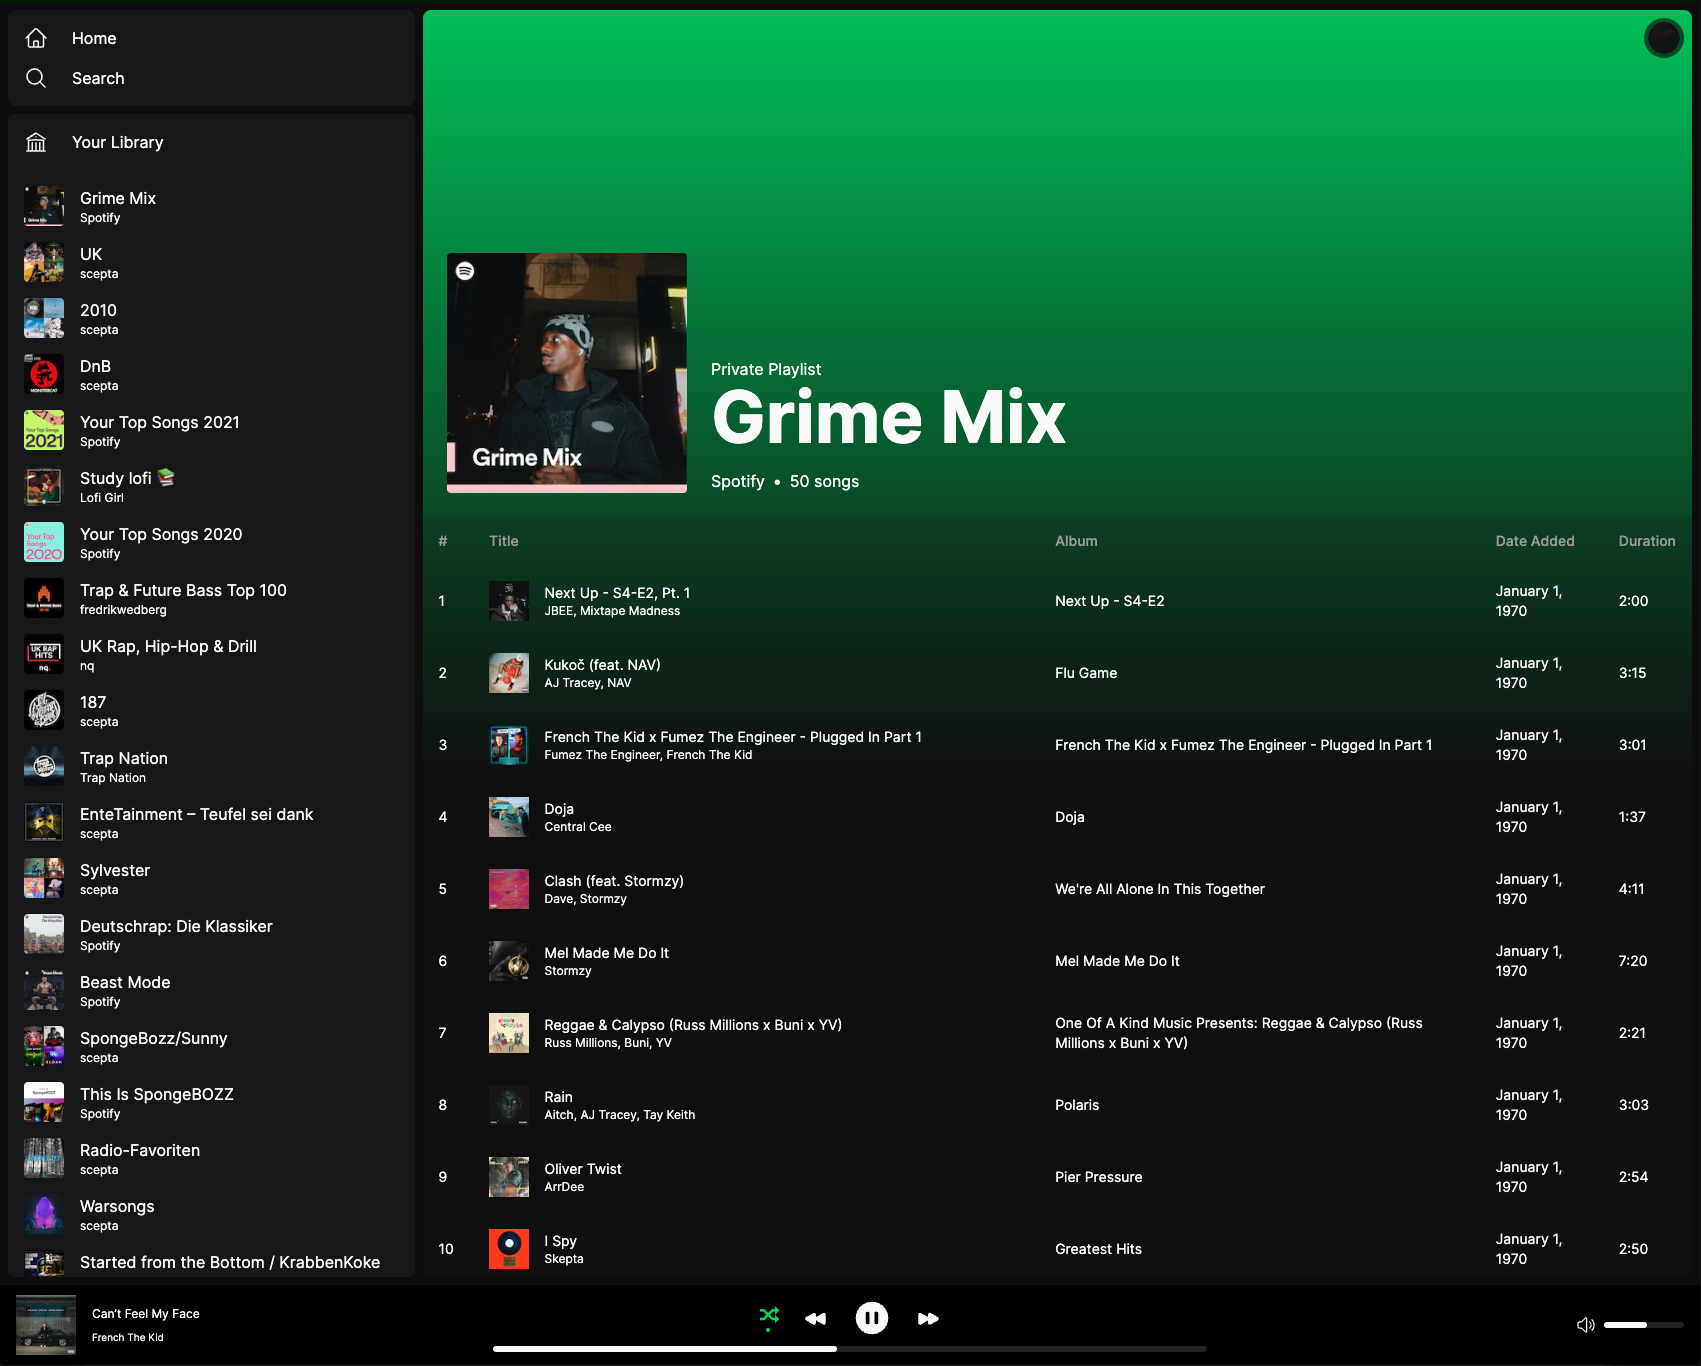 Home
Search
Your Library
Grime Mix
Spotify
UK
scepta
2010
scepta
DnB
scepta
Your Top Songs 2021
Spotify
Study lofi 📚
Lofi Girl
Your Top Songs 2020
Spotify
Trap & Future Bass Top 100
fredrikwedberg
UK Rap, Hip-Hop & Drill
nq
187
scepta
Trap Nation
Trap Nation
EnteTainment – Teufel sei dank
scepta
Sylvester
scepta
Deutschrap: Die Klassiker
Spotify
Beast Mode
Spotify
SpongeBozz/Sunny
scepta
This Is SpongeBOZZ
Spotify
Radio-Favoriten
scepta
Warsongs
scepta
Started from the Bottom / KrabbenKoke
Grime Mix
Private Playlist
Grime Mix
Spotify • 50 songs
# Title Album Date Added Duration
1 Next Up - S4-E2, Pt. 1
JBEE, Mixtape Madness
Next Up - S4-E2
January 1,
1970
2:00
2 Kukoč (feat. NAV)
AJ Tracey, NAV
Flu Game
January 1,
1970
3:15
3 French The Kid x Fumez The Engineer - Plugged In Part 1
Fumez The Engineer, French The Kid
French The Kid x Fumez The Engineer - Plugged In Part 1
January 1,
1970
3:01
4 Doja
Central Cee
Doja
January 1,
1970
1:37
5 Clash (feat. Stormzy)
Dave, Stormzy
We're All Alone In This Together
January 1,
1970
4:11
6 Mel Made Me Do It
Stormzy
Mel Made Me Do It
January 1,
1970
7:20
7 Reggae & Calypso (Russ Millions x Buni x YV)
Russ Millions, Buni, YV
One Of A Kind Music Presents: Reggae & Calypso (Russ
Millions x Buni x YV)
January 1,
1970
2:21
8 Rain
Aitch, AJ Tracey, Tay Keith
Polaris
January 1,
1970
3:03
9 Oliver Twist
ArrDee
Pier Pressure
January 1,
1970
2:54
10 I Spy
Skepta
Greatest Hits
January 1,
1970
2:50
Can't Feel My Face
French The Kid